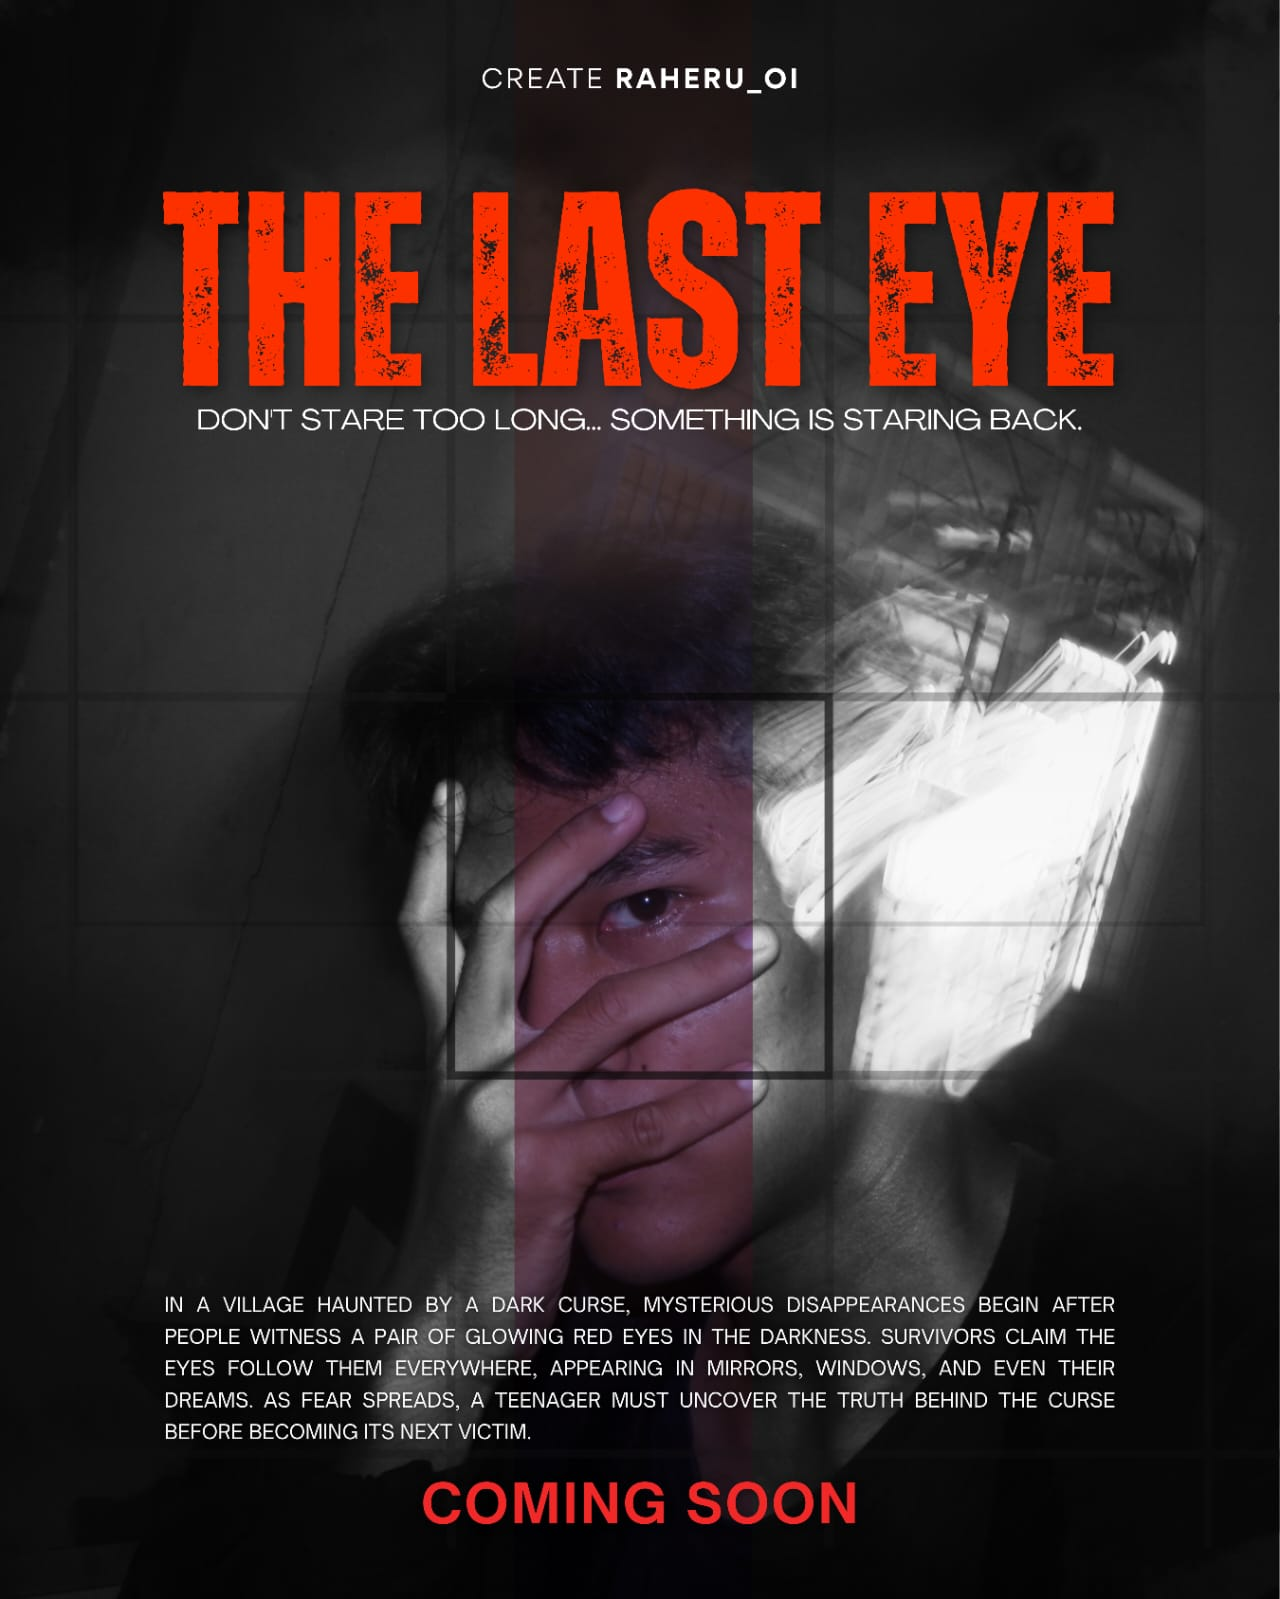 CREATE RAHERU_OI
THE LAST EYE
DON'T STARE TOO LONG... SOMETHING IS STARING BACK.
IN A VILLAGE HAUNTED BY A DARK CURSE, MYSTERIOUS DISAPPEARANCES BEGIN AFTER
PEOPLE WITNESS A PAIR OF GLOWING RED EYES IN THE DARKNESS. SURVIVORS CLAIM THE
EYES FOLLOW THEM EVERYWHERE, APPEARING IN MIRRORS, WINDOWS, AND EVEN THEIR
DREAMS. AS FEAR SPREADS, A TEENAGER MUST UNCOVER THE TRUTH BEHIND THE CURSE
BEFORE BECOMING ITS NEXT VICTIM.
COMING SOON